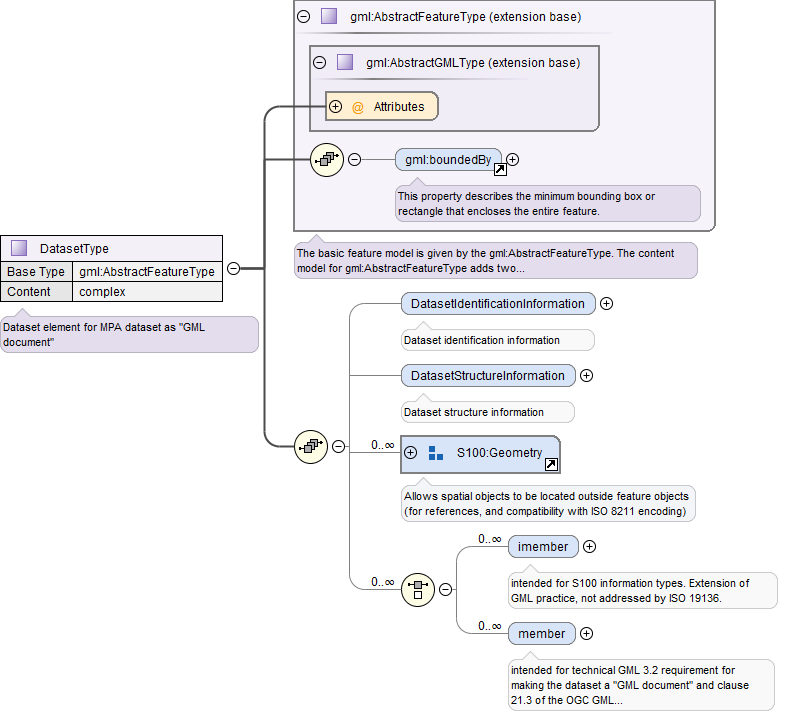 gml:AbstractFeatureType (extension base)
gml:AbstractGMLType (extension base)
@ Attributes
gml:boundedBy
This property describes the minimum bounding box or
rectangle that encloses the entire feature.
DatasetType
Base Type gml:AbstractFeatureType
Content complex
Dataset element for MPA dataset as "GML
document"
The basic feature model is given by the gml:AbstractFeatureType. The content
model for gml:AbstractFeatureType adds two...
DatasetIdentificationInformation
Dataset identification information
DatasetStructureInformation
Dataset structure information
0..∞ S100:Geometry
Allows spatial objects to be located outside feature objects
(for references, and compatibility with ISO 8211 encoding)
0..∞
0..∞ imember
intended for S100 information types. Extension of
GML practice, not addressed by ISO 19136.
0..∞ member
intended for technical GML 3.2 requirement for
making the dataset a "GML document" and clause
21.3 of the OGC GML...